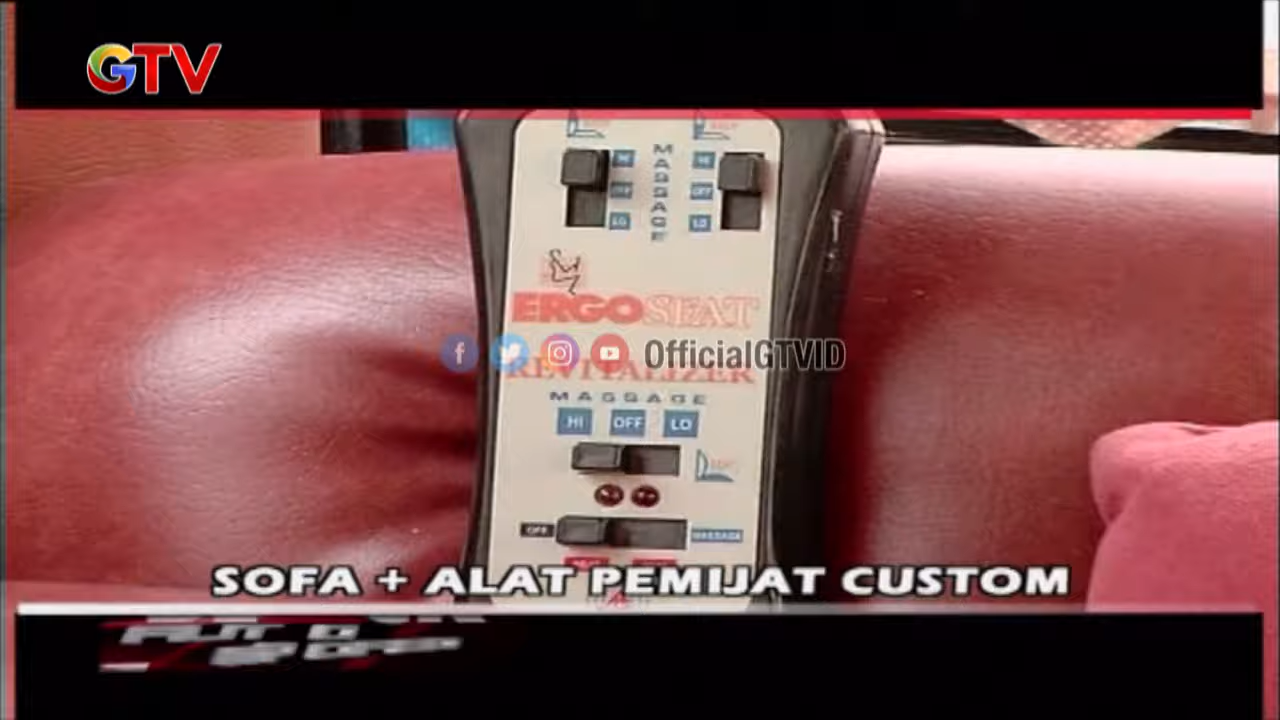 GTV
HI
OFF
LO
MASSAGE
HI
OFF
LO
ERGOSEAT
OfficialGTVID
REVITALIZER
MASSAGE
HI OFF LO
OFF
MASSAGE
SOFA + ALAT PEMIJAT CUSTOM